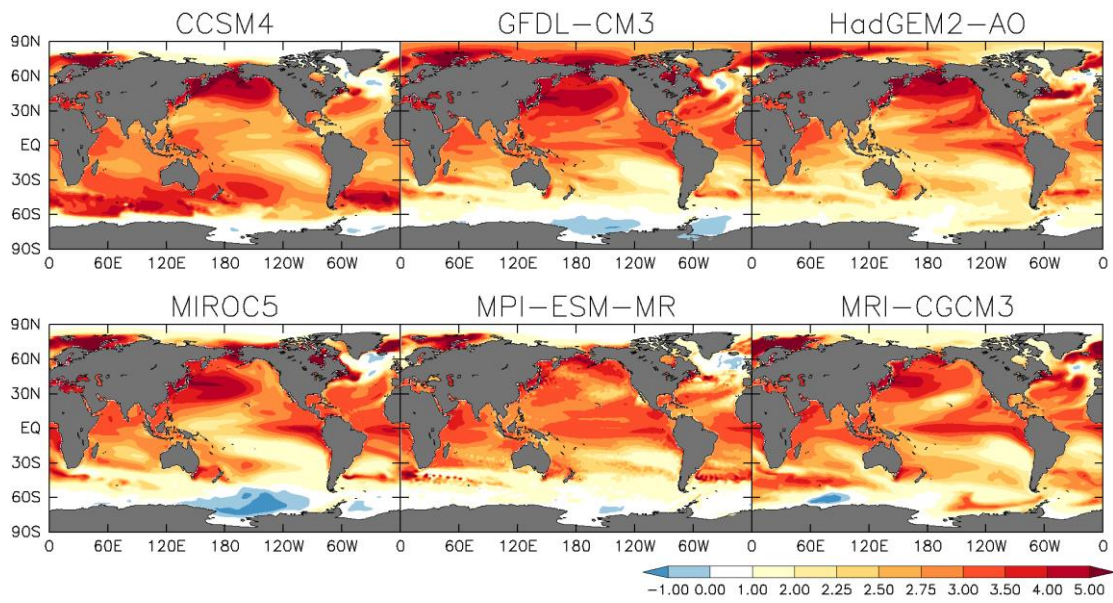 CCSM4 GFDL-CM3 HadGEM2-AO
90N
60N
30N
EQ
30S
60S
90S
0 60E 120E 180 120W 60W 0 60E 120E 180 120W 60W 0 60E 120E 180 120W 60W 0
MIROC5 MPI-ESM-MR MRI-CGCM3
90N
60N
30N
EQ
30S
60S
90S
0 60E 120E 180 120W 60W 0 60E 120E 180 120W 60W 0 60E 120E 180 120W 60W 0
-1.00 0.00 1.00 2.00 2.25 2.50 2.75 3.00 3.50 4.00 5.00